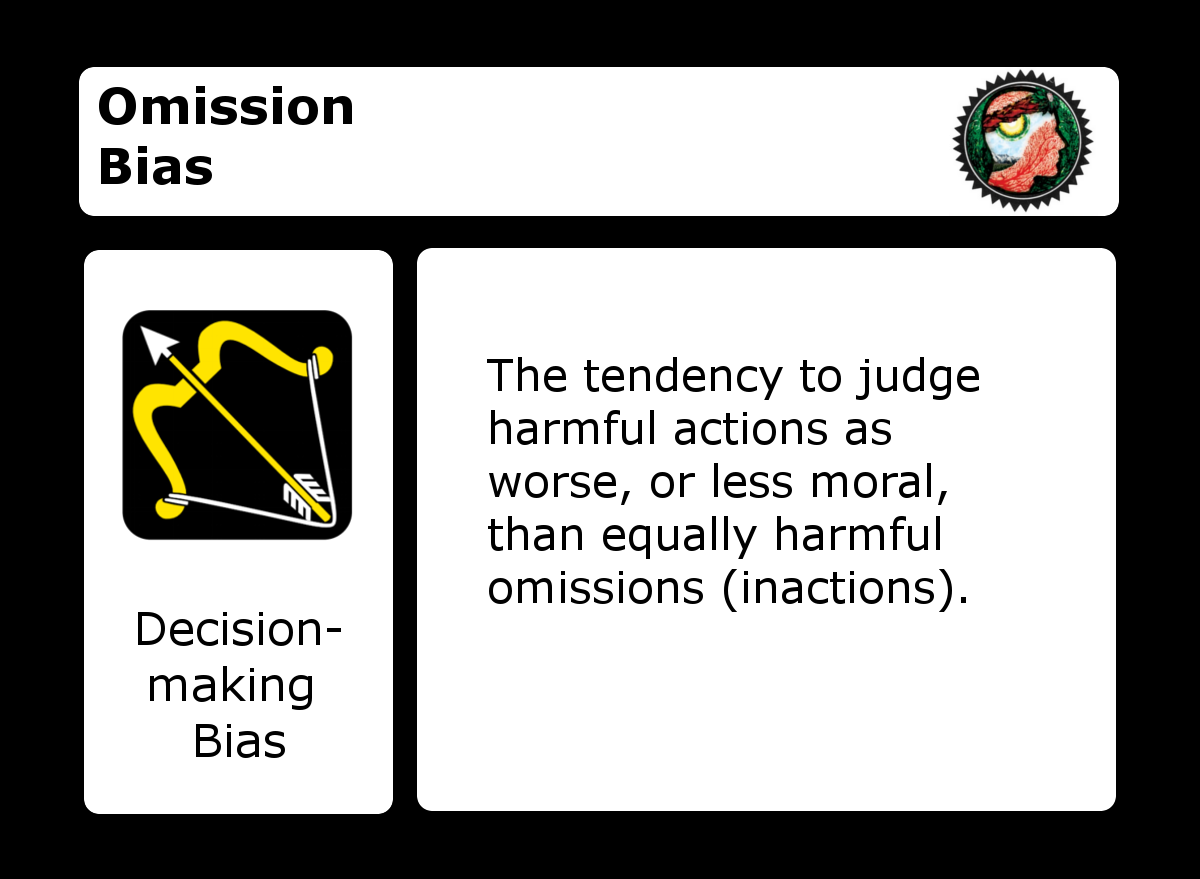 Omission
Bias
Decision-
making
Bias
The tendency to judge
harmful actions as
worse, or less moral,
than equally harmful
omissions (inactions).